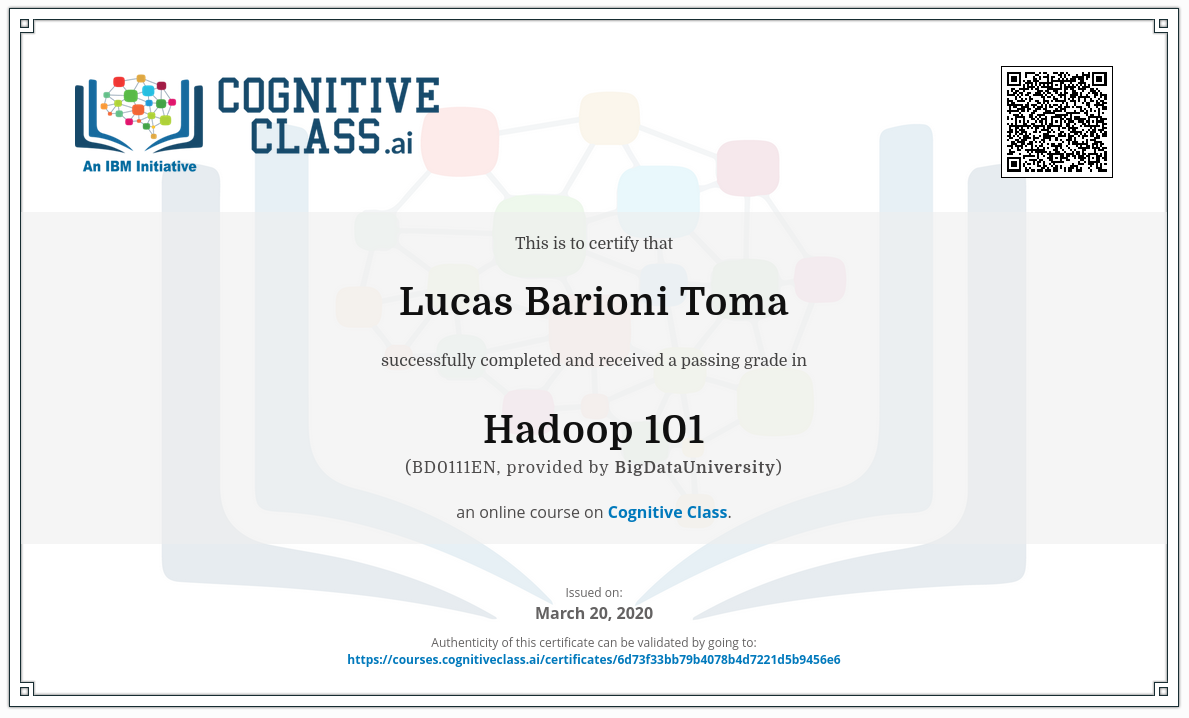 COGNITIVE
CLASS.ai
An IBM Initiative
This is to certify that
Lucas Barioni Toma
successfully completed and received a passing grade in
Hadoop 101
(BD0111EN, provided by BigDataUniversity)
an online course on Cognitive Class.
Issued on:
March 20, 2020
Authenticity of this certificate can be validated by going to:
https://courses.cognitiveclass.ai/certificates/6d73f33bb79b4078b4d7221d5b9456e6